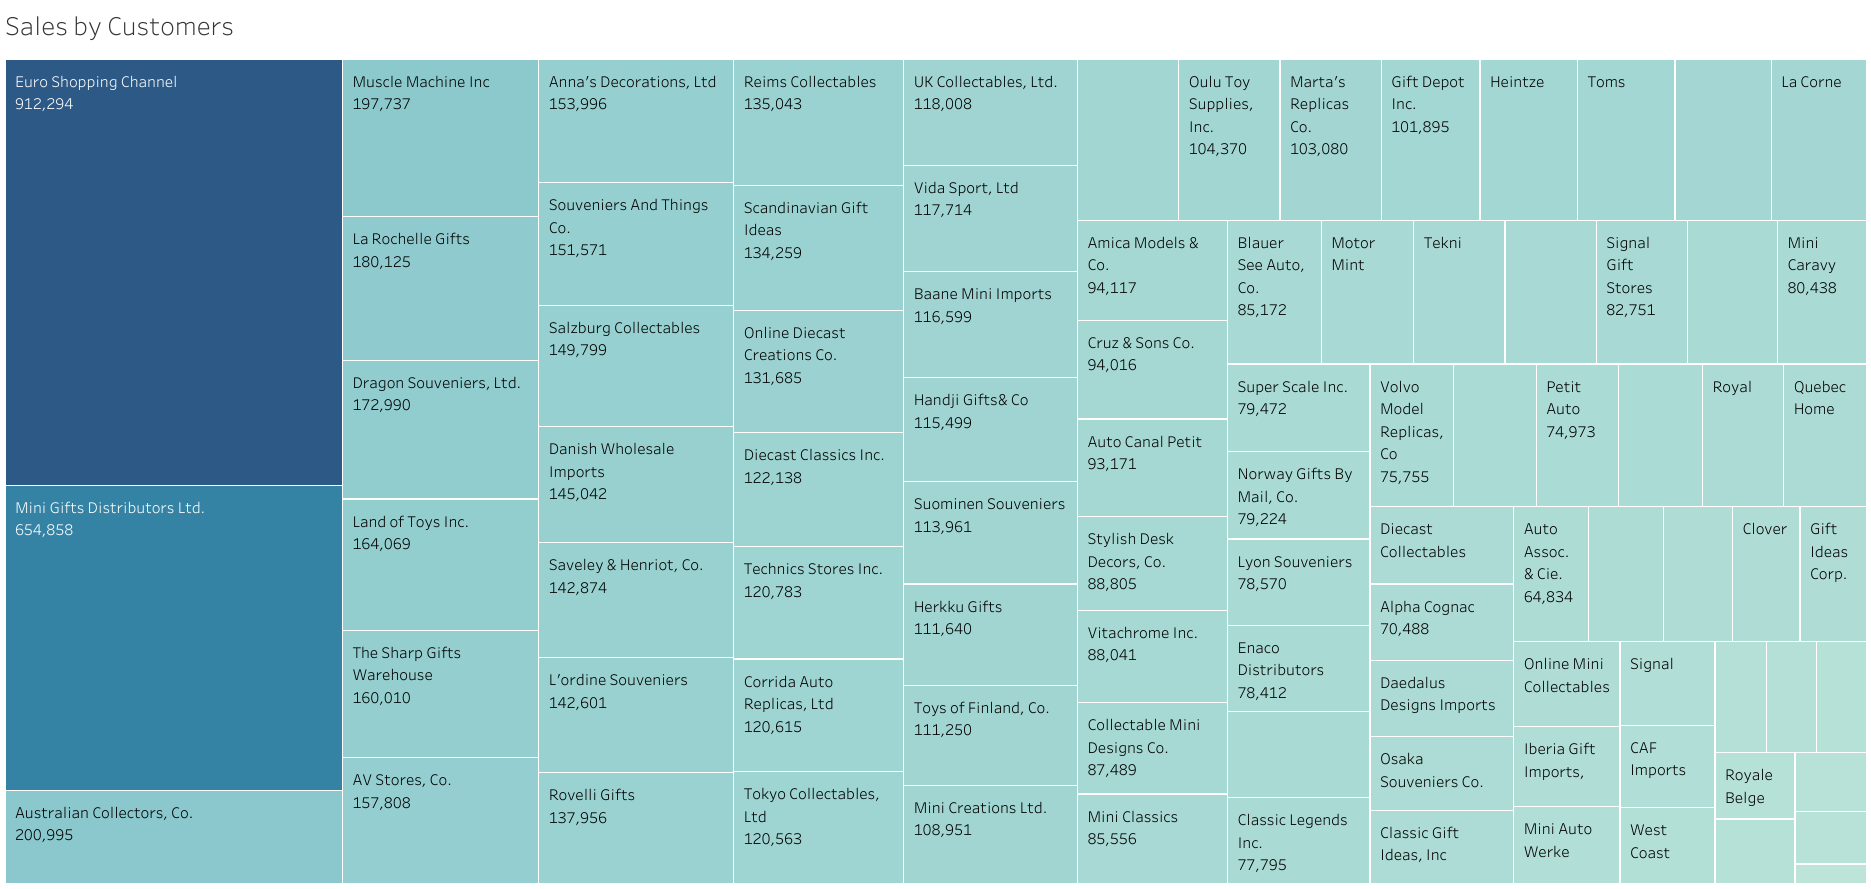 Sales by Customers
Euro Shopping Channel
912,294
Mini Gifts Distributors Ltd.
654,858
Australian Collectors, Co.
200,995
Muscle Machine Inc
197,737
La Rochelle Gifts
180,125
Dragon Souveniers, Ltd.
172,990
Land of Toys Inc.
164,069
The Sharp Gifts
Warehouse
160,010
AV Stores, Co.
157,808
Anna's Decorations, Ltd
153,996
Souveniers And Things
Co.
151,571
Salzburg Collectables
149,799
Danish Wholesale
Imports
145,042
Saveley & Henriot, Co.
142,874
L'ordine Souveniers
142,601
Rovelli Gifts
137,956
Reims Collectables
135,043
Scandinavian Gift
Ideas
134,259
Online Diecast
Creations Co.
131,685
Diecast Classics Inc.
122,138
Technics Stores Inc.
120,783
Corrida Auto
Replicas, Ltd
120,615
Tokyo Collectables,
Ltd
120,563
UK Collectables, Ltd.
118,008
Vida Sport, Ltd
117,714
Baane Mini Imports
116,599
Handji Gifts& Co
115,499
Suominen Souveniers
113,961
Herkku Gifts
111,640
Toys of Finland, Co.
111,250
Mini Creations Ltd.
108,951
Oulu Toy
Supplies,
Inc.
104,370
Marta's
Replicas
Co.
103,080
Gift Depot
Inc.
101,895
Heintze
Toms
La Corne
Amica Models &
Co.
94,117
Cruz & Sons Co.
94,016
Auto Canal Petit
93,171
Stylish Desk
Decors, Co.
88,805
Vitachrome Inc.
88,041
Collectable Mini
Designs Co.
87,489
Mini Classics
85,556
Blauer
See Auto,
Co.
85,172
Motor
Mint
Tekni
Signal
Gift
Stores
82,751
Mini
Caravy
80,438
Super Scale Inc.
79,472
Norway Gifts By
Mail, Co.
79,224
Lyon Souveniers
78,570
Enaco
Distributors
78,412
Classic Legends
Inc.
77,795
Volvo
Model
Replicas,
Co
75,755
Petit
Auto
74,973
Royal
Quebec
Home
Diecast
Collectables
Alpha Cognac
70,488
Daedalus
Designs Imports
Osaka
Souveniers Co.
Classic Gift
Ideas, Inc
Auto
Assoc.
& Cie.
64,834
Clover
Gift
Ideas
Corp.
Online Mini
Collectables
Iberia Gift
Imports,
Mini Auto
Werke
Signal
CAF
Imports
West
Coast
Royale
Belge